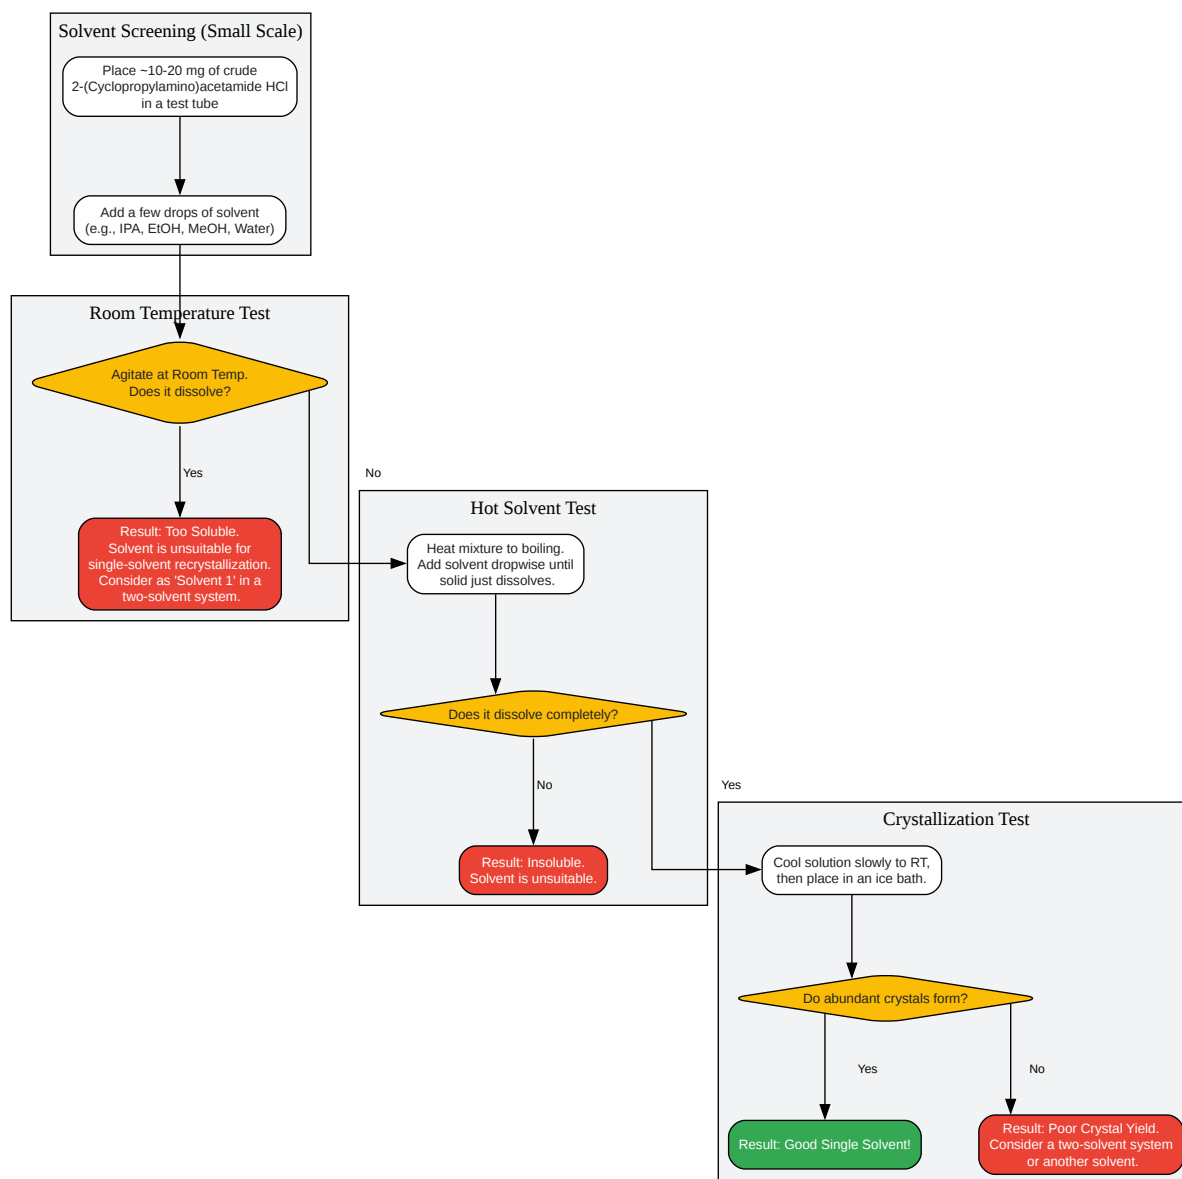 Solvent Screening (Small Scale)
Place ~10-20 mg of crude
2-(Cyclopropylamino)acetamide HCl
in a test tube
Add a few drops of solvent
(e.g., IPA, EtOH, MeOH, Water)
Room Temperature Test
Agitate at Room Temp.
Does it dissolve?
Yes
No
Result: Too Soluble.
Solvent is unsuitable for
single-solvent recrystallization.
Consider as 'Solvent 1' in a
two-solvent system.
Hot Solvent Test
Heat mixture to boiling.
Add solvent dropwise until
solid just dissolves.
Does it dissolve completely?
No
Yes
Result: Insoluble.
Solvent is unsuitable.
Crystallization Test
Cool solution slowly to RT,
then place in an ice bath.
Do abundant crystals form?
Yes
No
Result: Good Single Solvent!
Result: Poor Crystal Yield.
Consider a two-solvent system
or another solvent.